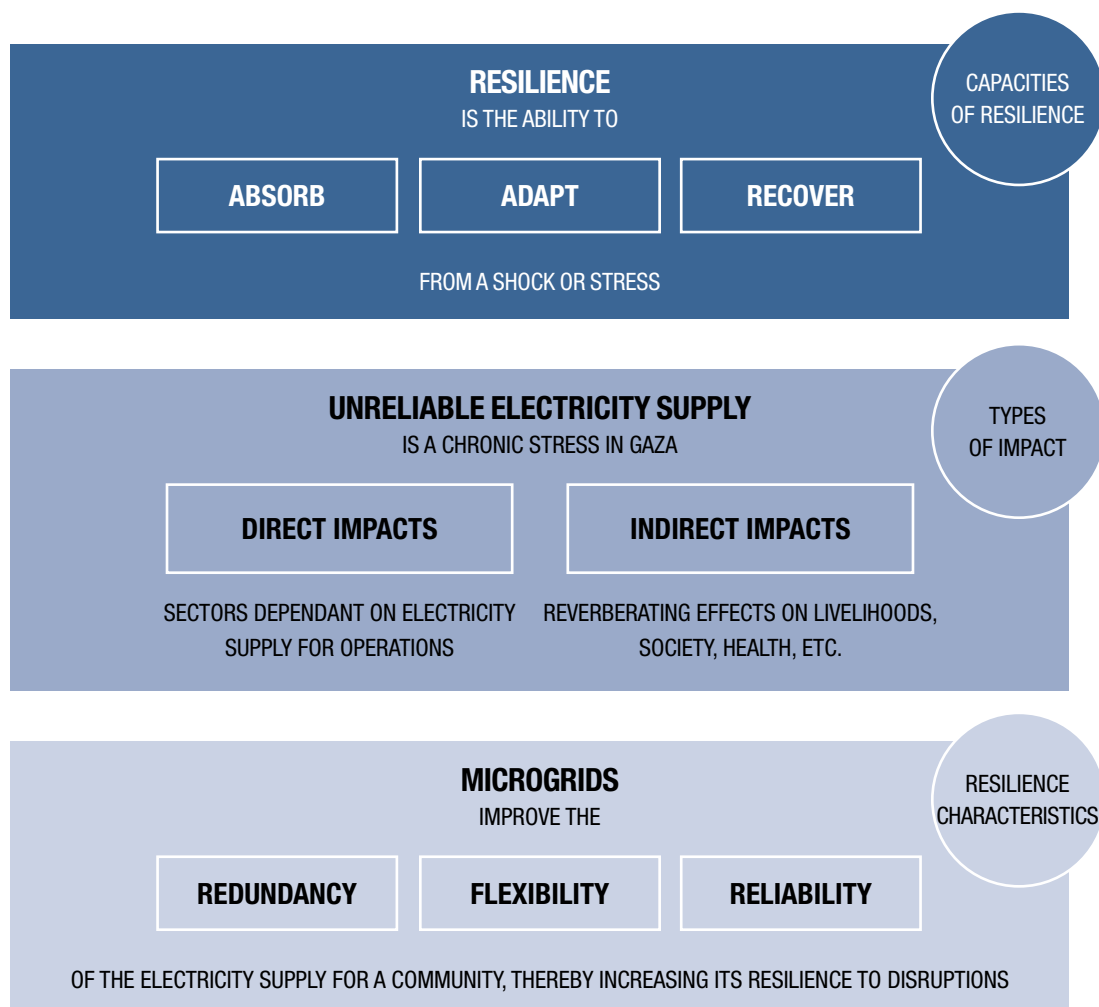 RESILIENCE
IS THE ABILITY TO
CAPACITIES
OF RESILIENCE
ABSORB
ADAPT
RECOVER
FROM A SHOCK OR STRESS
UNRELIABLE ELECTRICITY SUPPLY
IS A CHRONIC STRESS IN GAZA
TYPES
OF IMPACT
DIRECT IMPACTS
SECTORS DEPENDANT ON ELECTRICITY
SUPPLY FOR OPERATIONS
INDIRECT IMPACTS
REVERBERATING EFFECTS ON LIVELIHOODS,
SOCIETY, HEALTH, ETC.
MICROGRIDS
IMPROVE THE
RESILIENCE
CHARACTERISTICS
REDUNDANCY
FLEXIBILITY
RELIABILITY
OF THE ELECTRICITY SUPPLY FOR A COMMUNITY, THEREBY INCREASING ITS RESILIENCE TO DISRUPTIONS